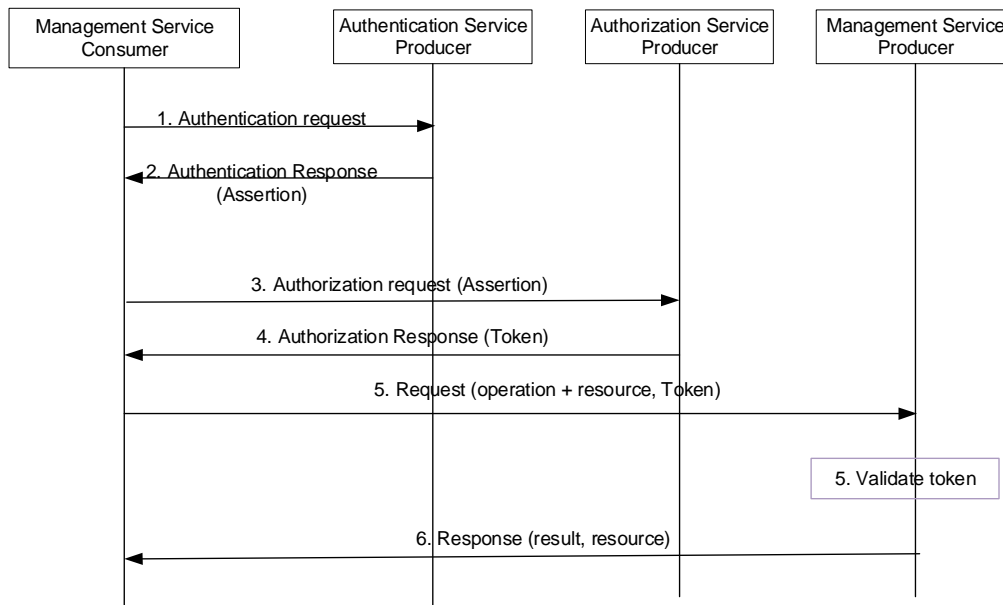 Management Service
Consumer
Authentication Service
Producer
Authorization Service
Producer
Management Service
Producer
1. Authentication request
2. Authentication Response
(Assertion)
3. Authorization request (Assertion)
4. Authorization Response (Token)
5. Request (operation + resource, Token)
5. Validate token
6. Response (result, resource)